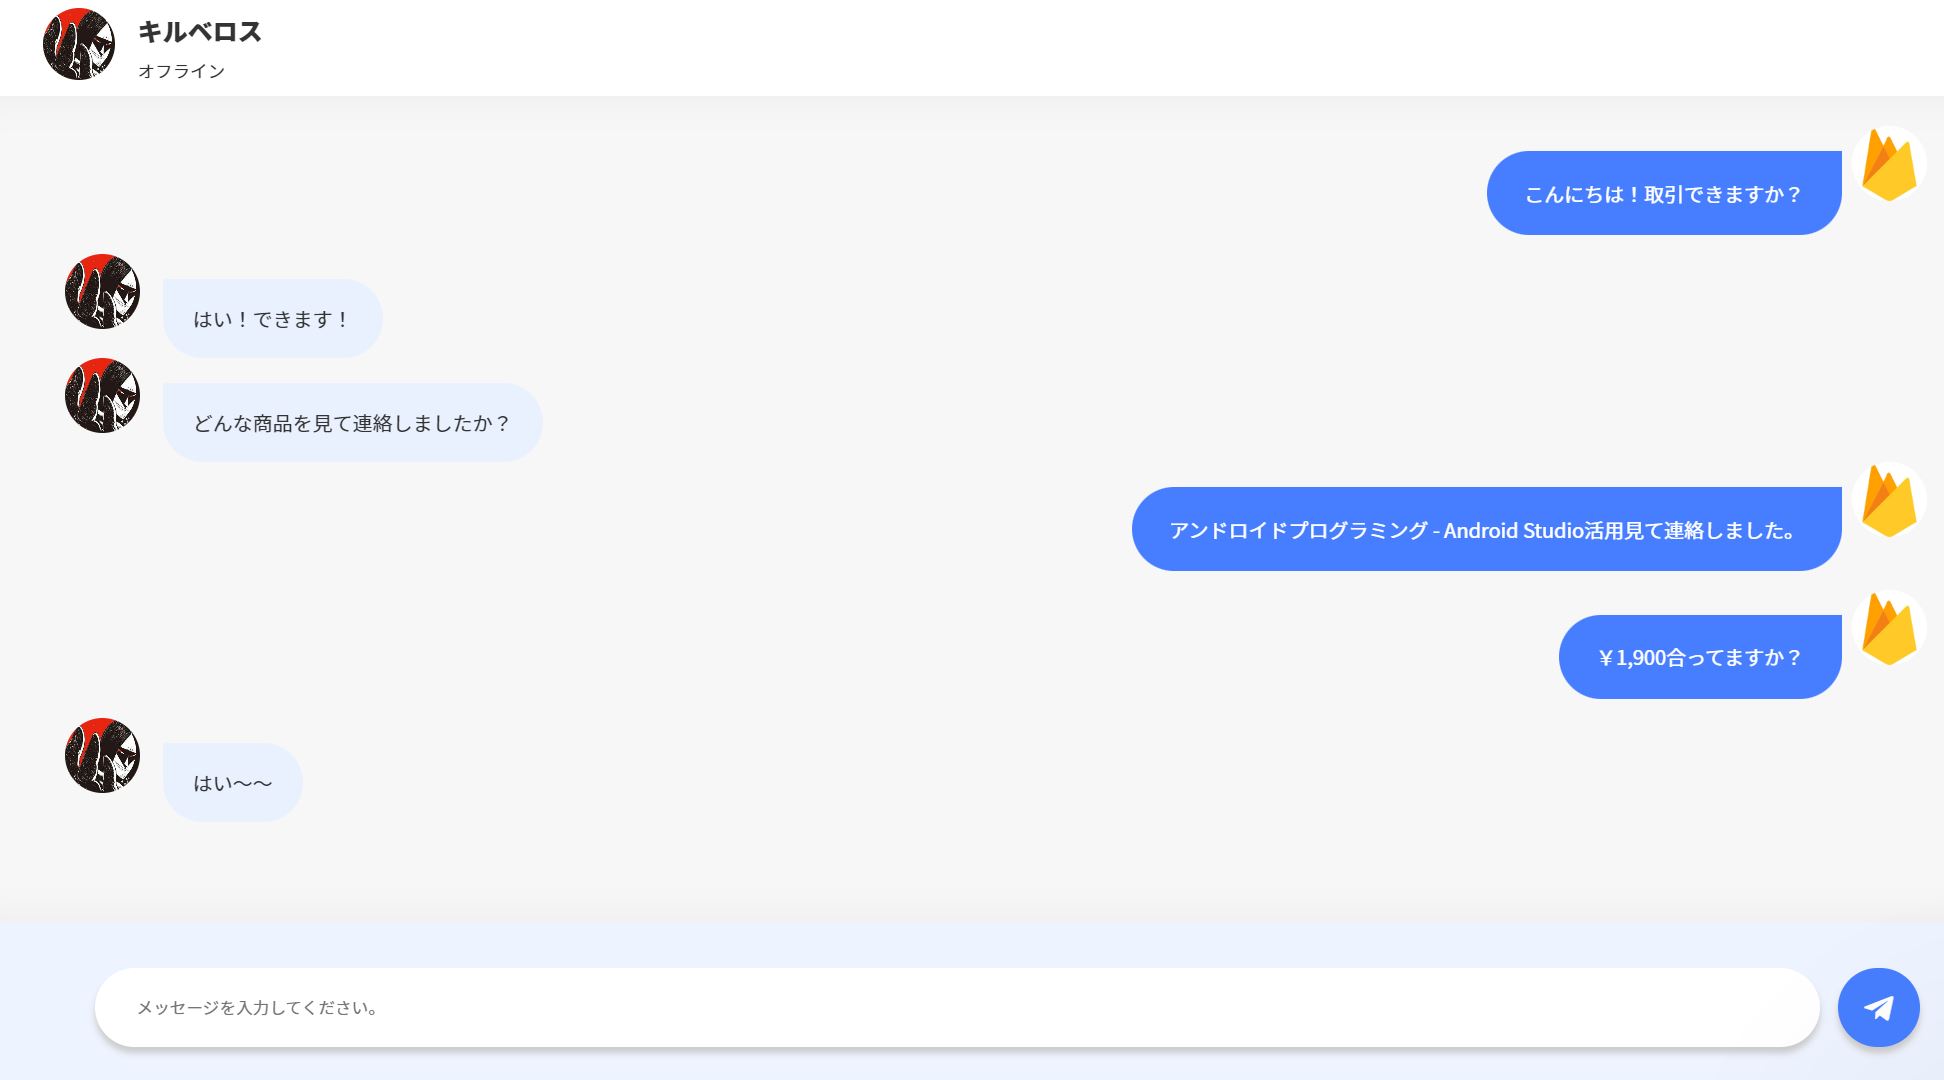 キルベロス
オフライン
こんにちは！取引できますか？
はい！できます！
どんな商品を見て連絡しましたか？
アンドロイドプログラミング - Android Studio活用見て連絡しました。
￥1,900合ってますか？
はい～～
メッセージを入力してください。